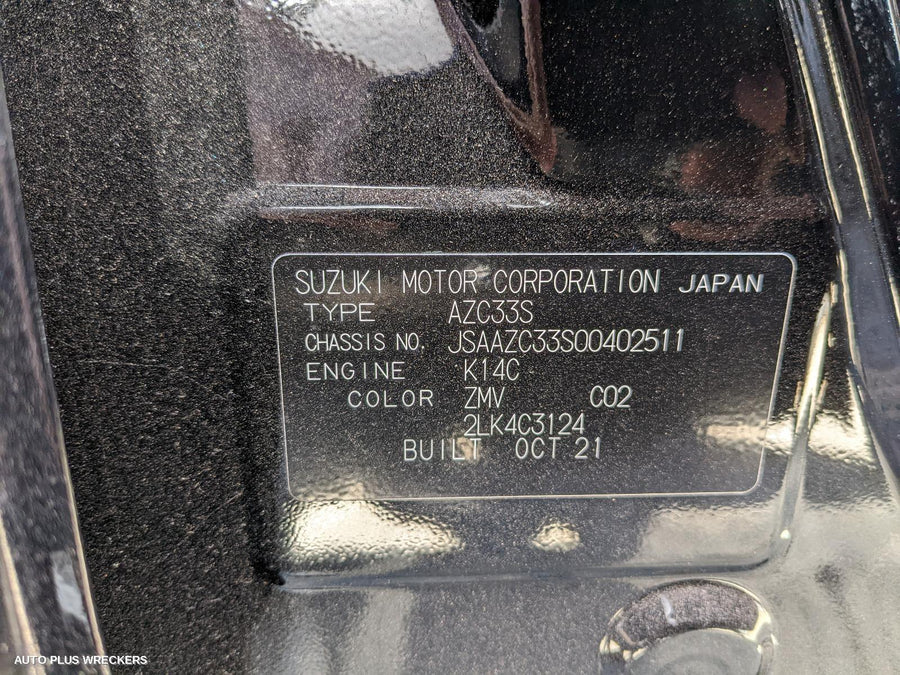 SUZUKI MOTOR CORPORATION JAPAN
TYPE AZC33S
CHASSIS NO. JSAAZC33S00402511
ENGINE K14C
COLOR ZMV C02
2LK4C3124
BUILT OCT 21
AUTO PLUS WRECKERS